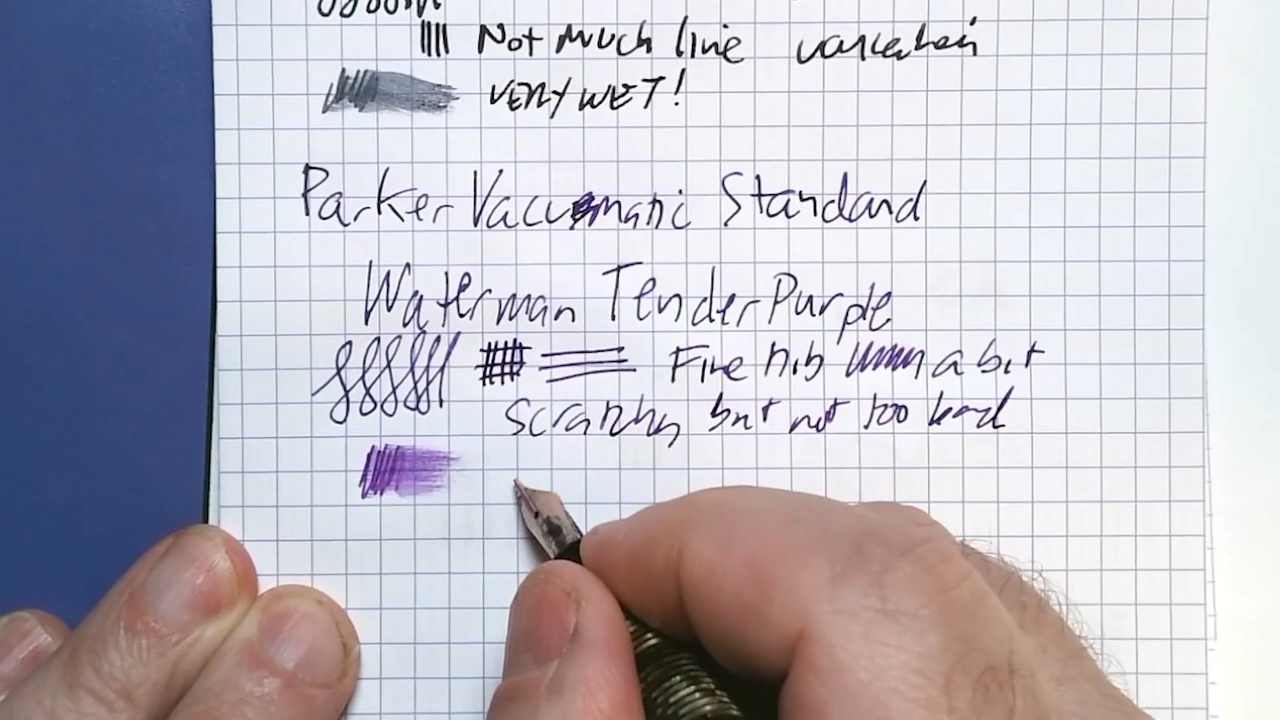 Not much line variation
VERY WET!
Parker Vacuumatic Standard
Waterman Tender Purple
Fine nib a bit
scratchy but not too bad